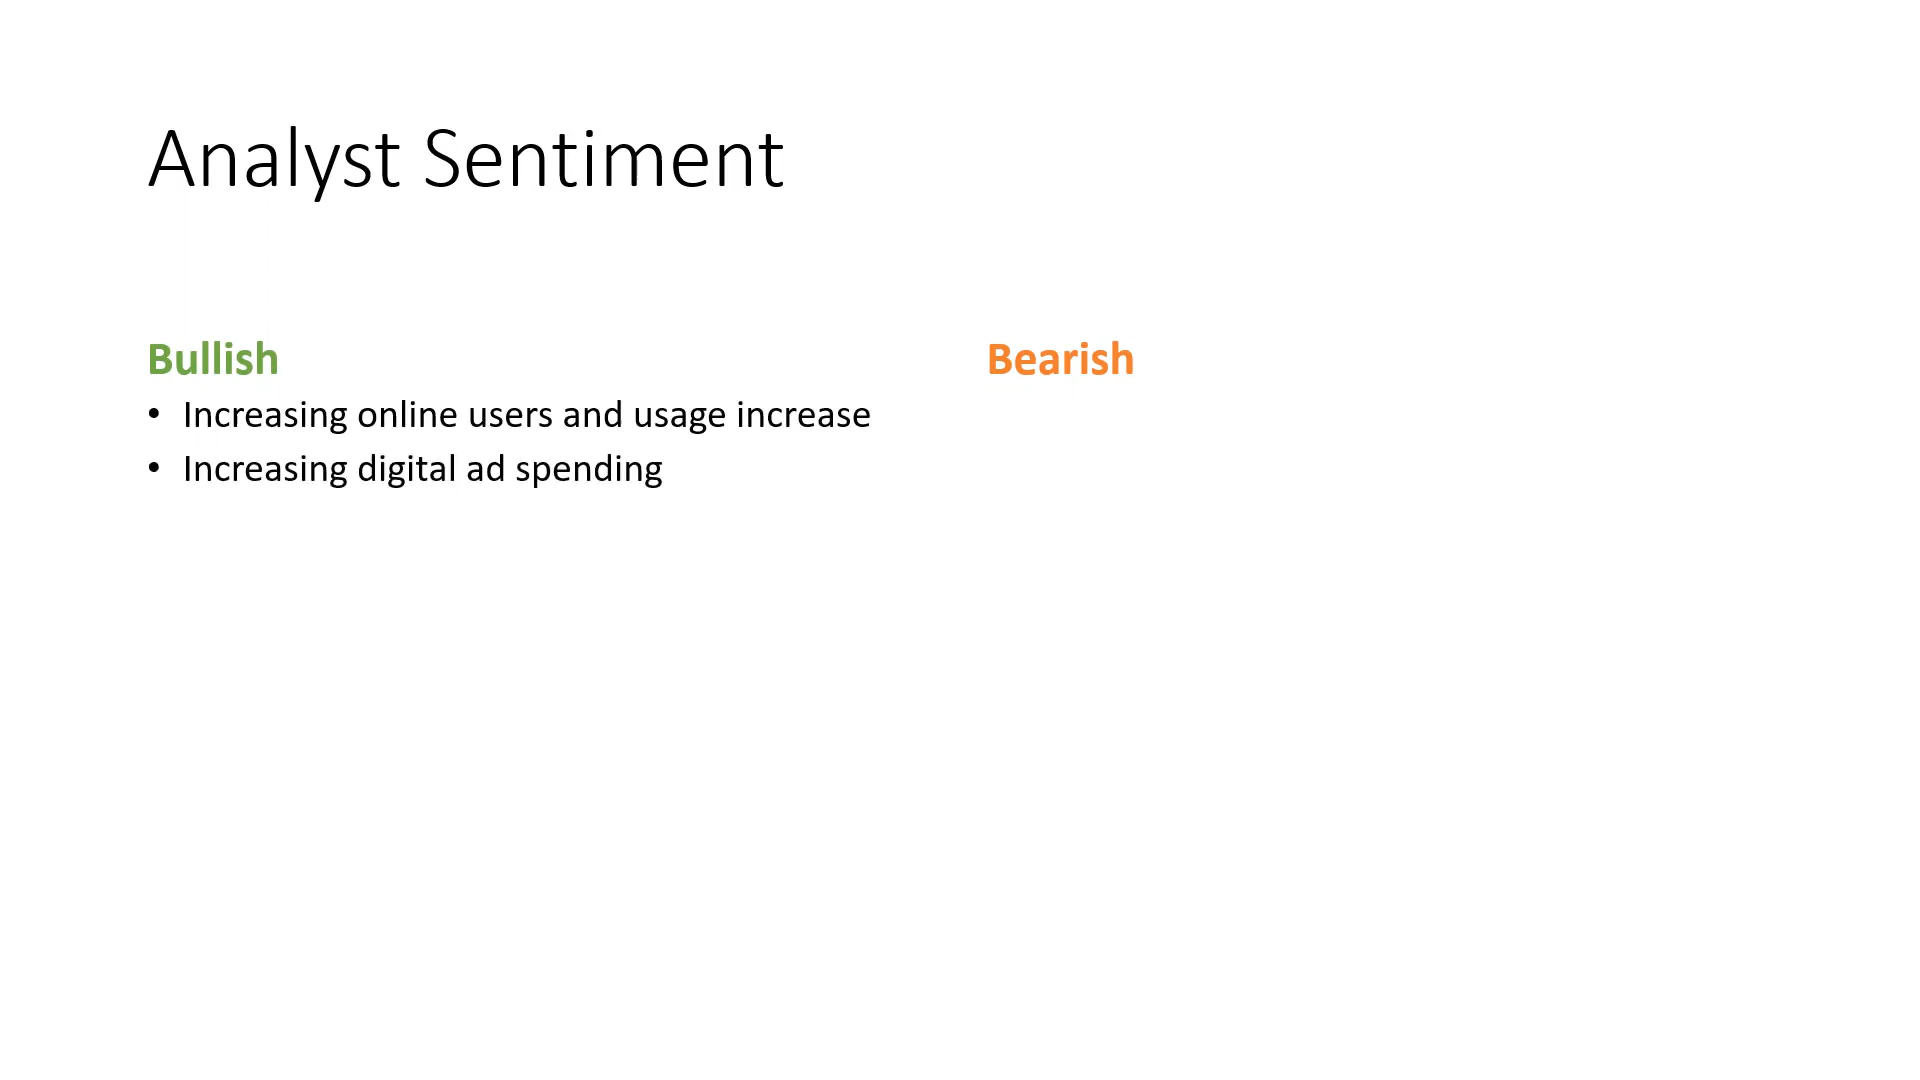 Analyst Sentiment
Bullish
• Increasing online users and usage increase
• Increasing digital ad spending
Bearish